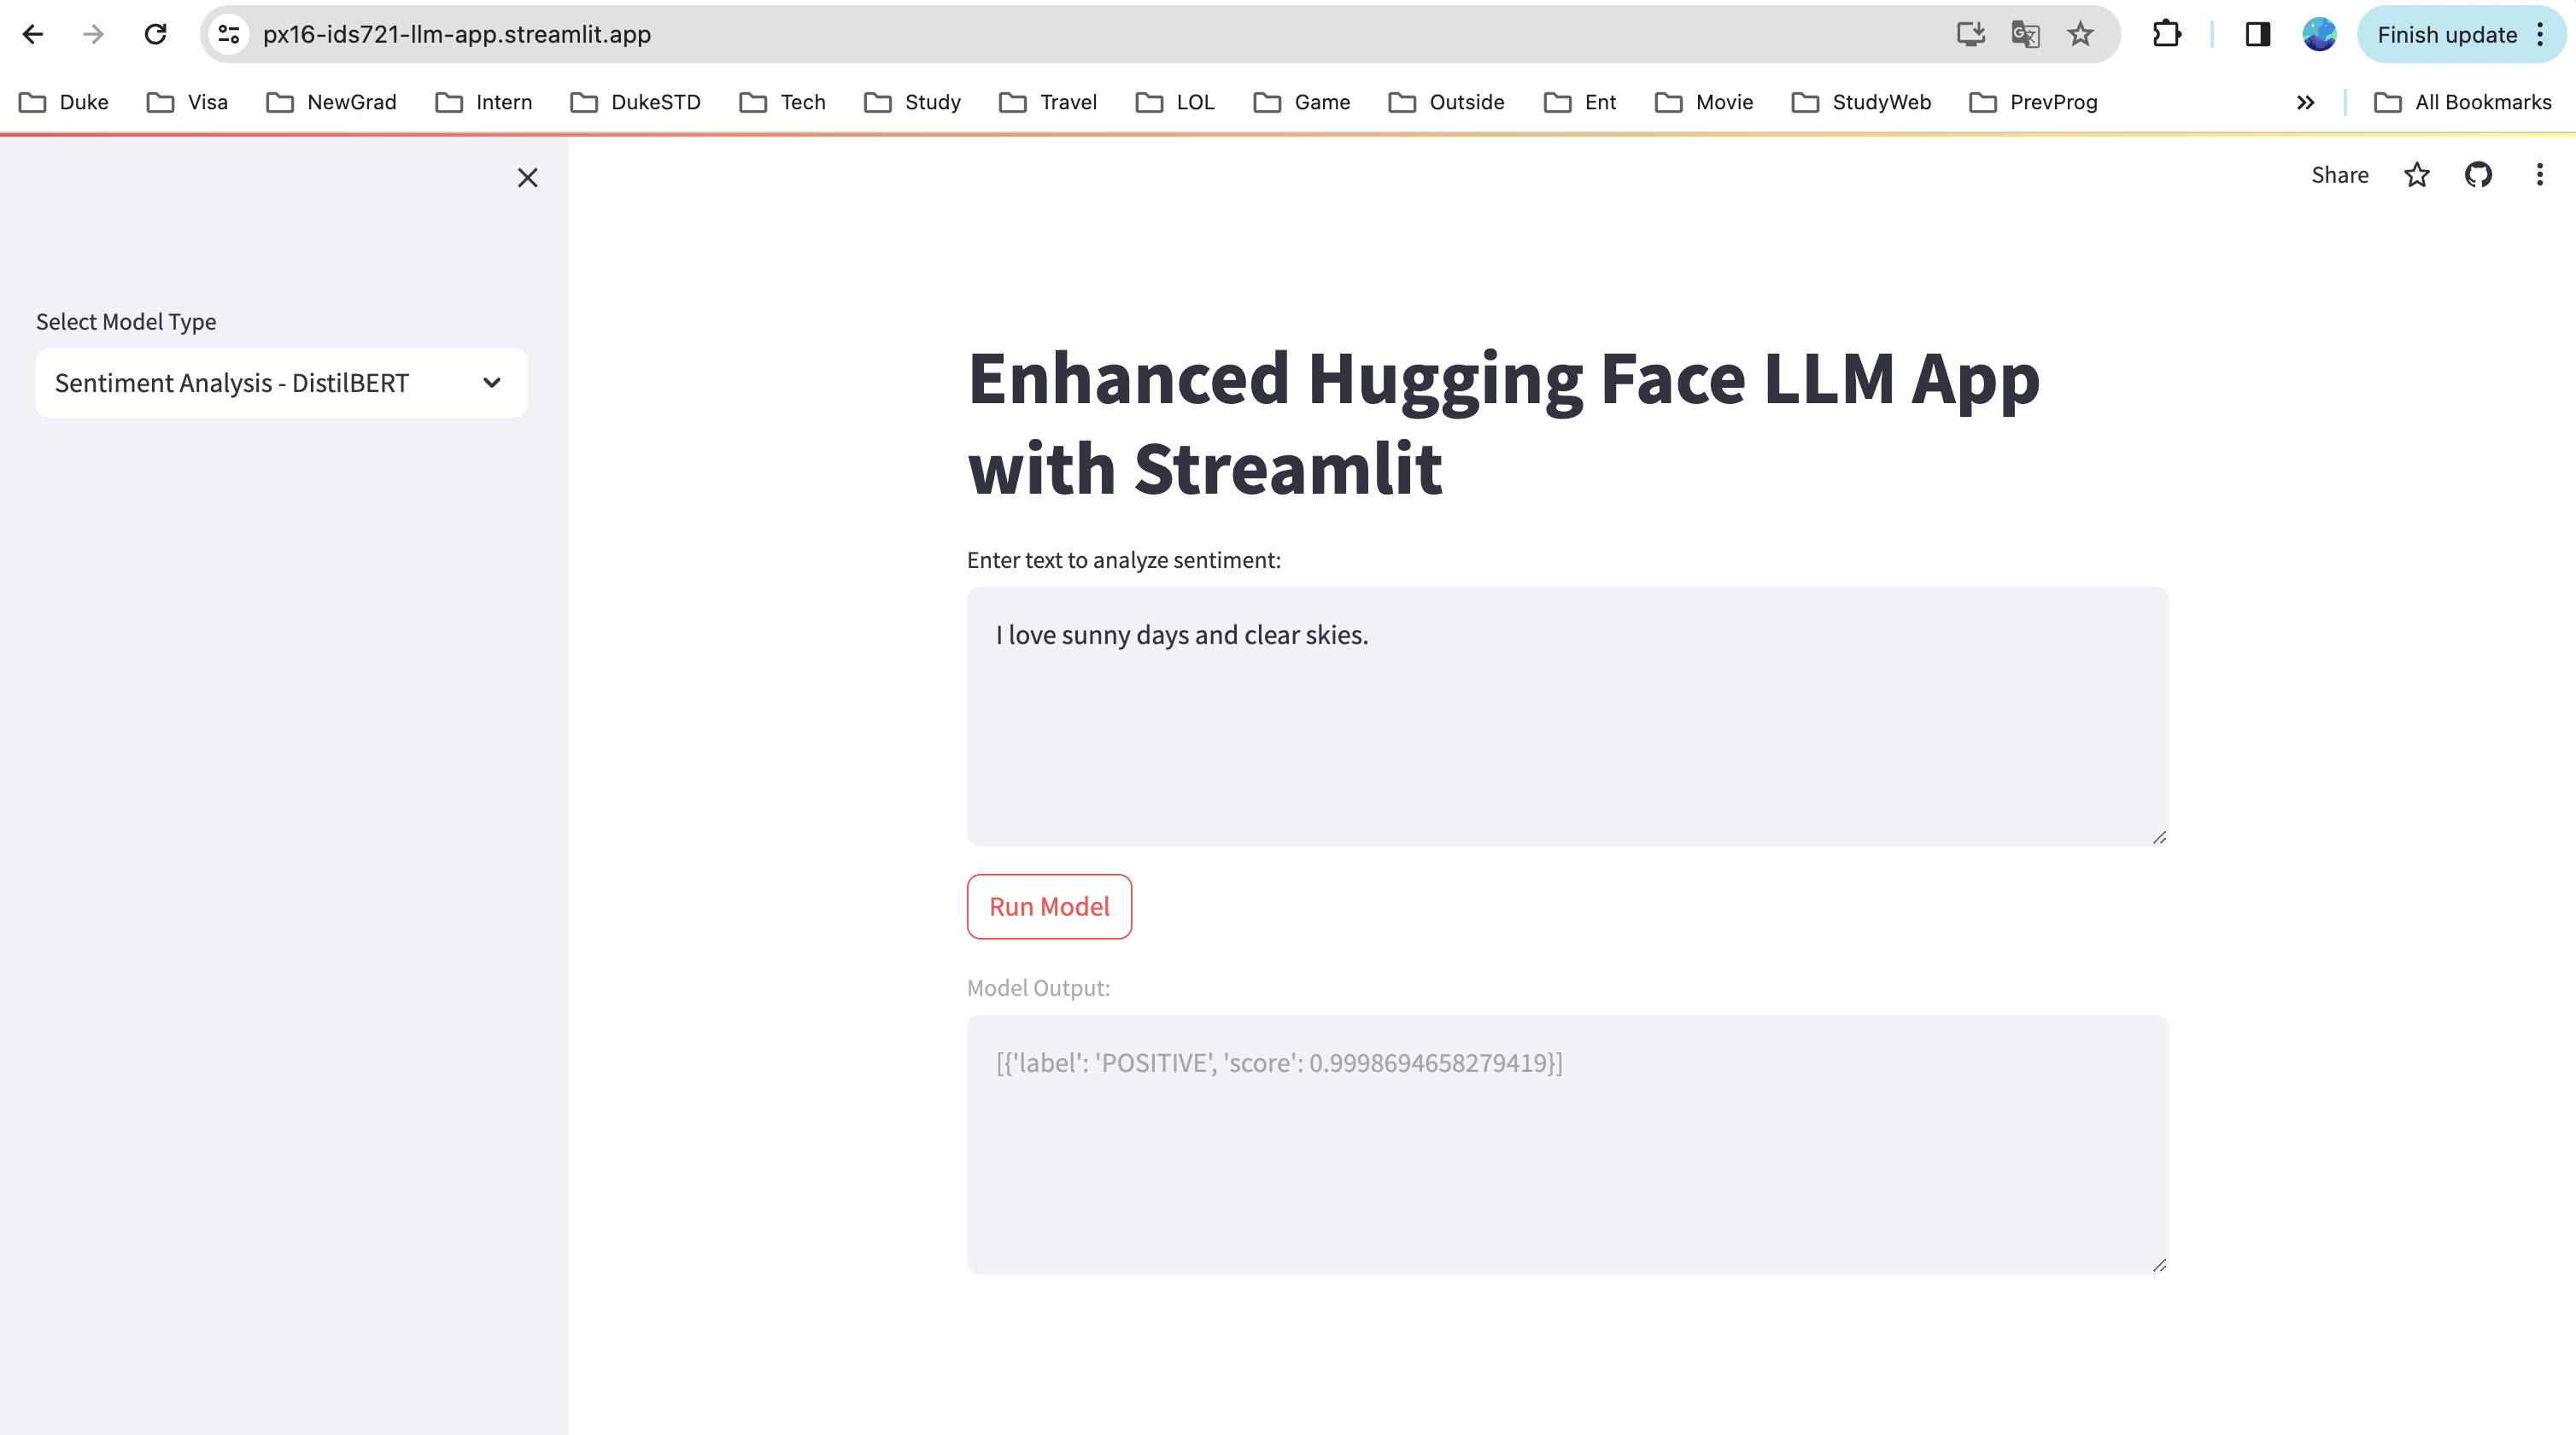 px16-ids721-llm-app.streamlit.app
Finish update
Duke Visa NewGrad Intern DukeSTD Tech Study Travel LOL Game Outside Ent Movie StudyWeb PrevProg All Bookmarks
Share
Select Model Type
Sentiment Analysis - DistilBERT
Enhanced Hugging Face LLM App
with Streamlit
Enter text to analyze sentiment:
I love sunny days and clear skies.
Run Model
Model Output:
[{'label': 'POSITIVE', 'score': 0.9998694658279419}]